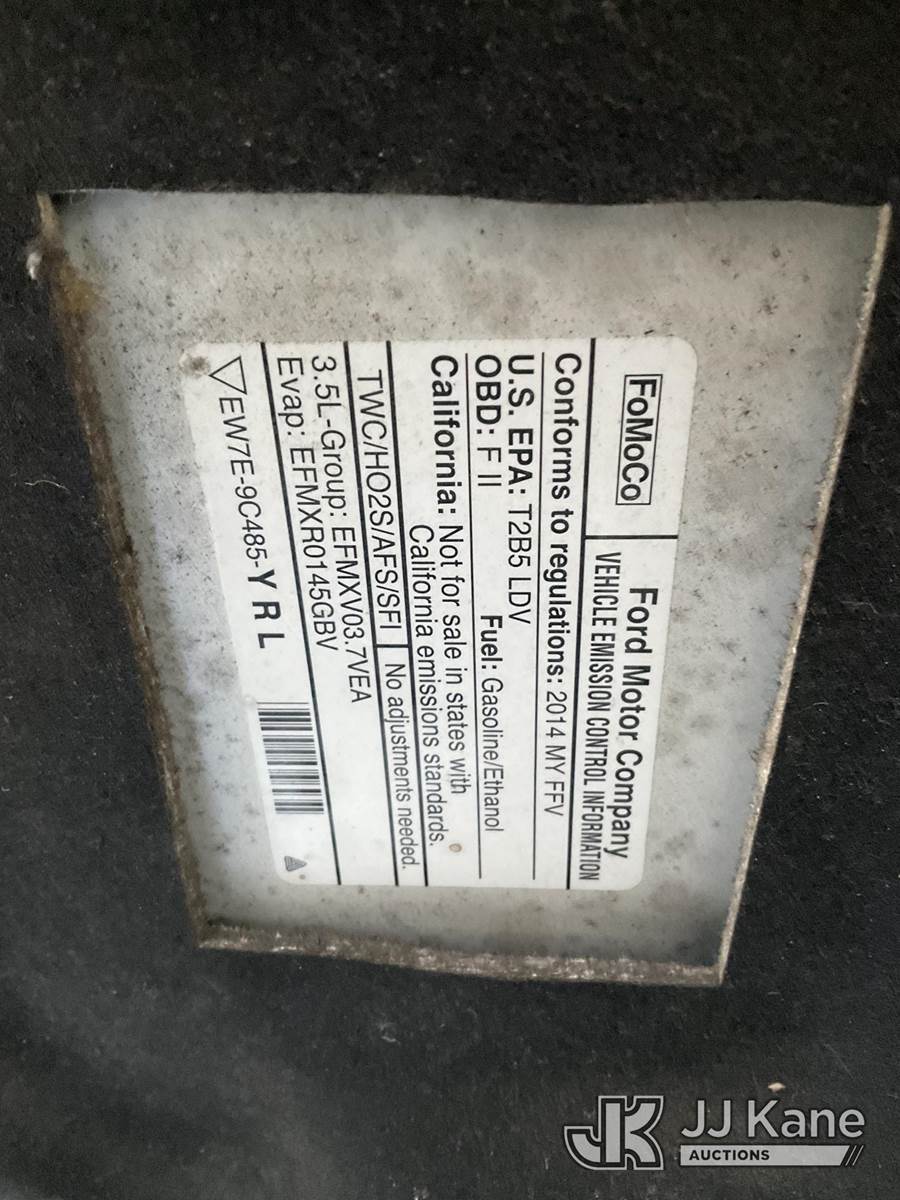 FoMoCo
Ford Motor Company
VEHICLE EMISSION CONTROL INFORMATION
Conforms to regulations: 2014 MY FFV
U.S. EPA: T2B5 LDV
OBD: F II Fuel: Gasoline/Ethanol
California: Not for sale in states with
California emissions standards.
TWC/HO2S/AFS/SFI No adjustments needed.
3.5L-Group: EFMXV03.7VEA
Evap: EFMXR0145GBV
EW7E-9C485-Y R L
JK JJ Kane
AUCTIONS